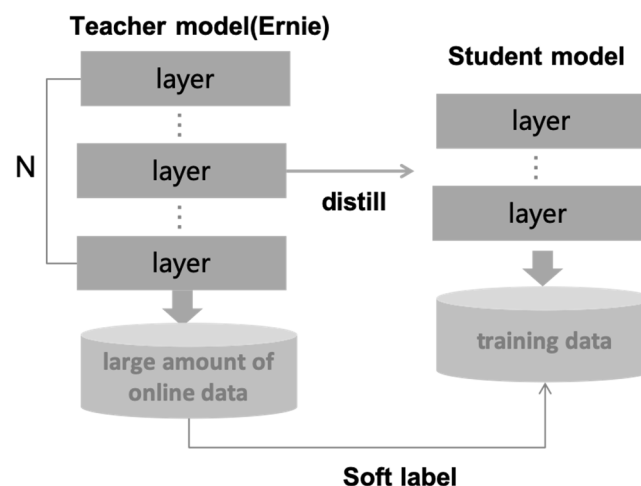 Teacher model(Ernie)
Student model
layer
layer
N
layer
distill
layer
layer
large amount of
online data
training data
Soft label